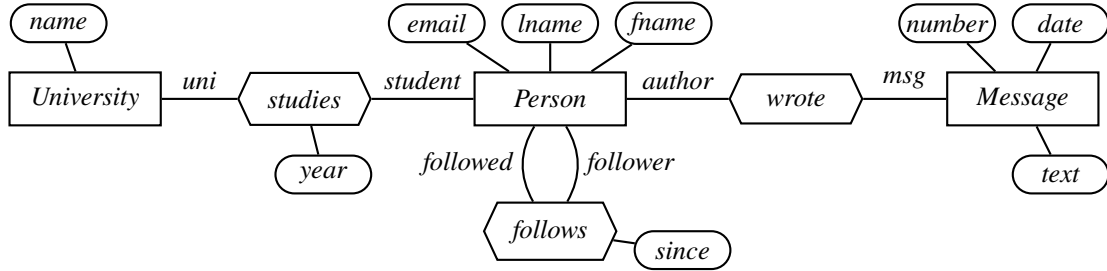 name
email
lname
fname
number
date
University
uni
studies
student
Person
author
wrote
msg
Message
year
followed
follower
text
follows
since